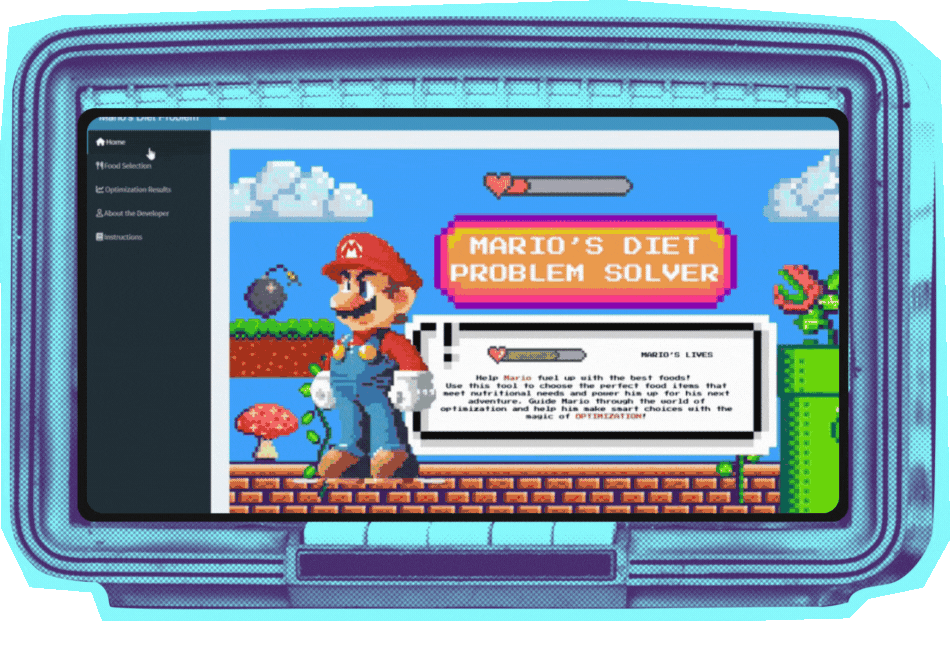 Mario's Diet Problem
Home
Food Selection
Optimization Results
About the Developer
Instructions
MARIO'S DIET
PROBLEM SOLVER
MARIO'S LIVES
Help Mario fuel up with the best foods!
Use this tool to choose the perfect food items that
meet nutritional needs and power him up for his next
adventure. Guide Mario through the world of
optimization and help him make smart choices with the
magic of OPTIMIZATION!
M